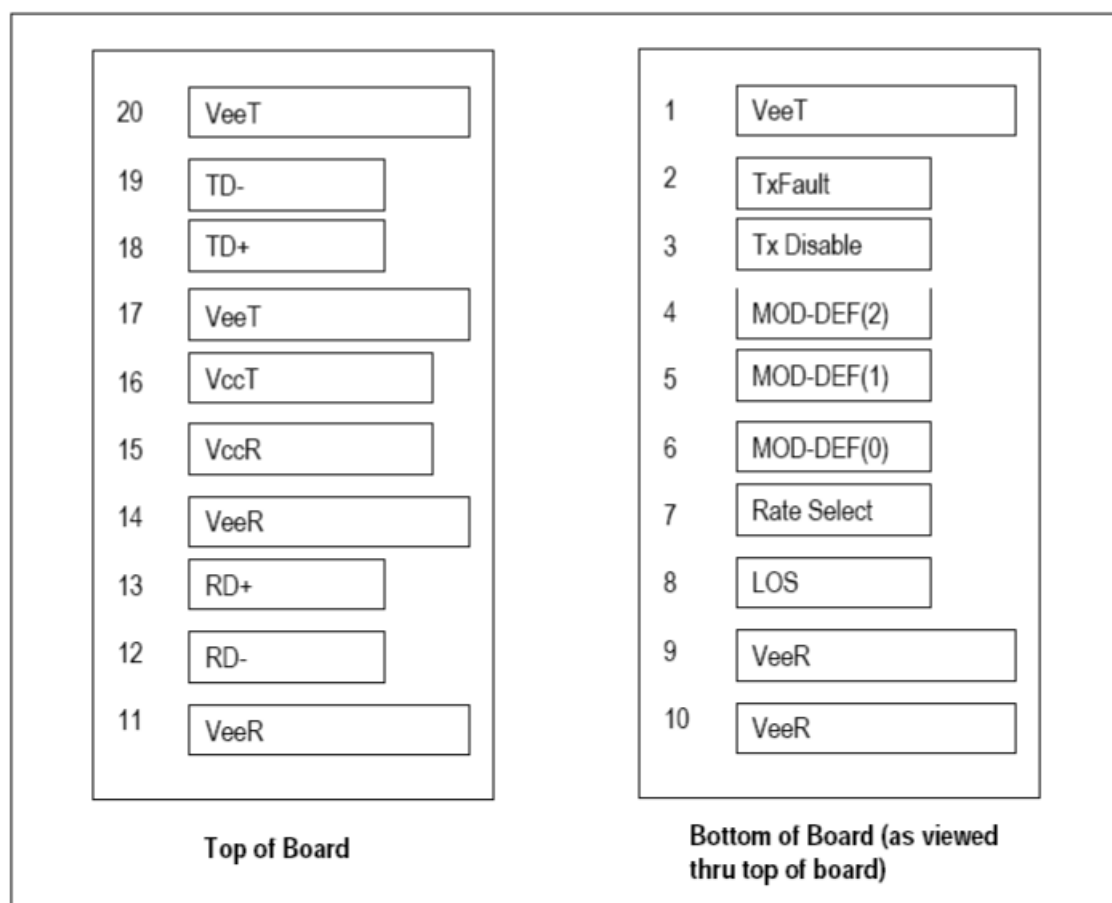 20 VeeT
19 TD-
18 TD+
17 VeeT
16 VccT
15 VccR
14 VeeR
13 RD+
12 RD-
11 VeeR
Top of Board
1 VeeT
2 TxFault
3 Tx Disable
4 MOD-DEF(2)
5 MOD-DEF(1)
6 MOD-DEF(0)
7 Rate Select
8 LOS
9 VeeR
10 VeeR
Bottom of Board (as viewed
thru top of board)